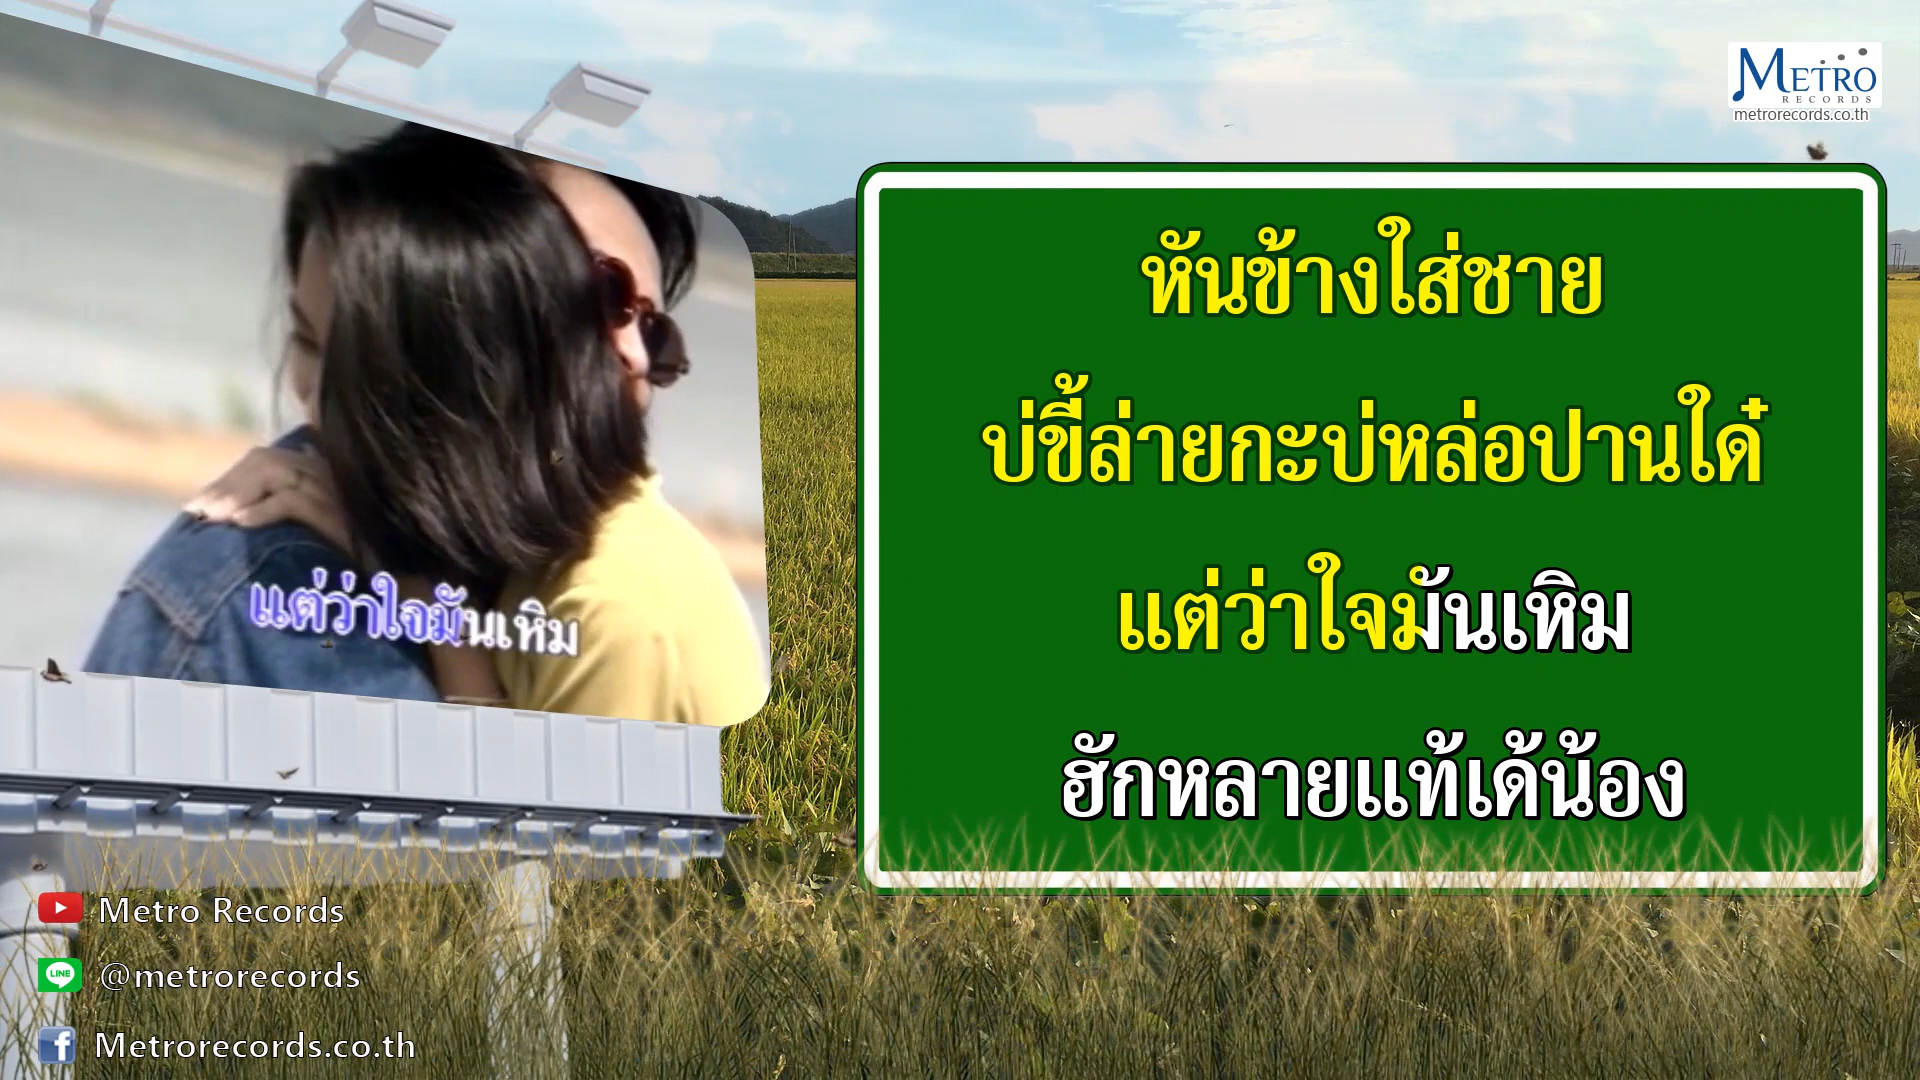 METRO
RECORDS
metrorecords.co.th
หันข้างใส่ชาย
บ่ขี้ล่ายกะบ่หล่อปานใด๋
แต่ว่าใจมันเหิม
ฮักหลายแท้เด้น้อง
แต่ว่าใจมันเหิม
Metro Records
LINE
@metrorecords
f
Metrorecords.co.th